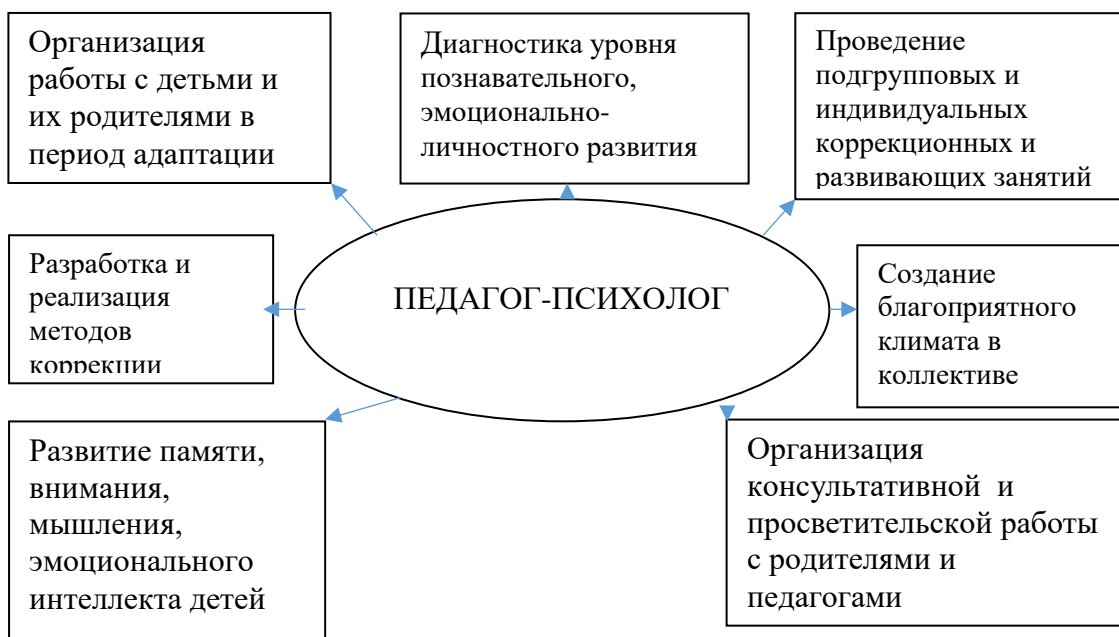 Организация
работы с детьми и
их родителями в
период адаптации
Диагностика уровня
познавательного,
эмоционально-
личностного развития
Проведение
подгрупповых и
индивидуальных
коррекционных и
развивающих занятий
Разработка и
реализация
методов
коррекции
ПЕДАГОГ-ПСИХОЛОГ
Создание
благоприятного
климата в
коллективе
Развитие памяти,
внимания,
мышления,
эмоционального
интеллекта детей
Организация
консультативной и
просветительской работы
с родителями и
педагогами